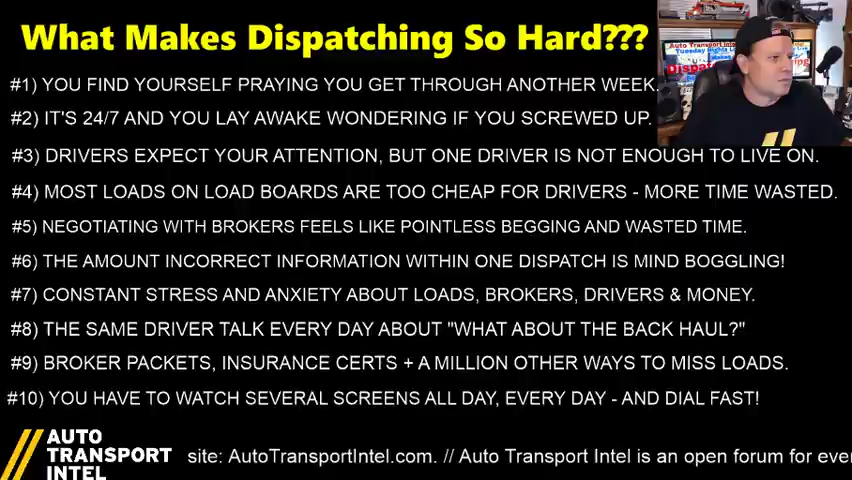 What Makes Dispatching So Hard???
Auto Transport
Tuesday Nights
#1) YOU FIND YOURSELF PRAYING YOU GET THROUGH ANOTHER WEEK.
#2) IT'S 24/7 AND YOU LAY AWAKE WONDERING IF YOU SCREWED UP.
#3) DRIVERS EXPECT YOUR ATTENTION, BUT ONE DRIVER IS NOT ENOUGH TO LIVE ON.
#4) MOST LOADS ON LOAD BOARDS ARE TOO CHEAP FOR DRIVERS - MORE TIME WASTED.
#5) NEGOTIATING WITH BROKERS FEELS LIKE POINTLESS BEGGING AND WASTED TIME.
#6) THE AMOUNT INCORRECT INFORMATION WITHIN ONE DISPATCH IS MIND BOGGLING!
#7) CONSTANT STRESS AND ANXIETY ABOUT LOADS, BROKERS, DRIVERS & MONEY.
#8) THE SAME DRIVER TALK EVERY DAY ABOUT "WHAT ABOUT THE BACK HAUL?"
#9) BROKER PACKETS, INSURANCE CERTS + A MILLION OTHER WAYS TO MISS LOADS.
#10) YOU HAVE TO WATCH SEVERAL SCREENS ALL DAY, EVERY DAY - AND DIAL FAST!
AUTO
TRANSPORT
INTEL
site: AutoTransportIntel.com. // Auto Transport Intel is an open forum for eve